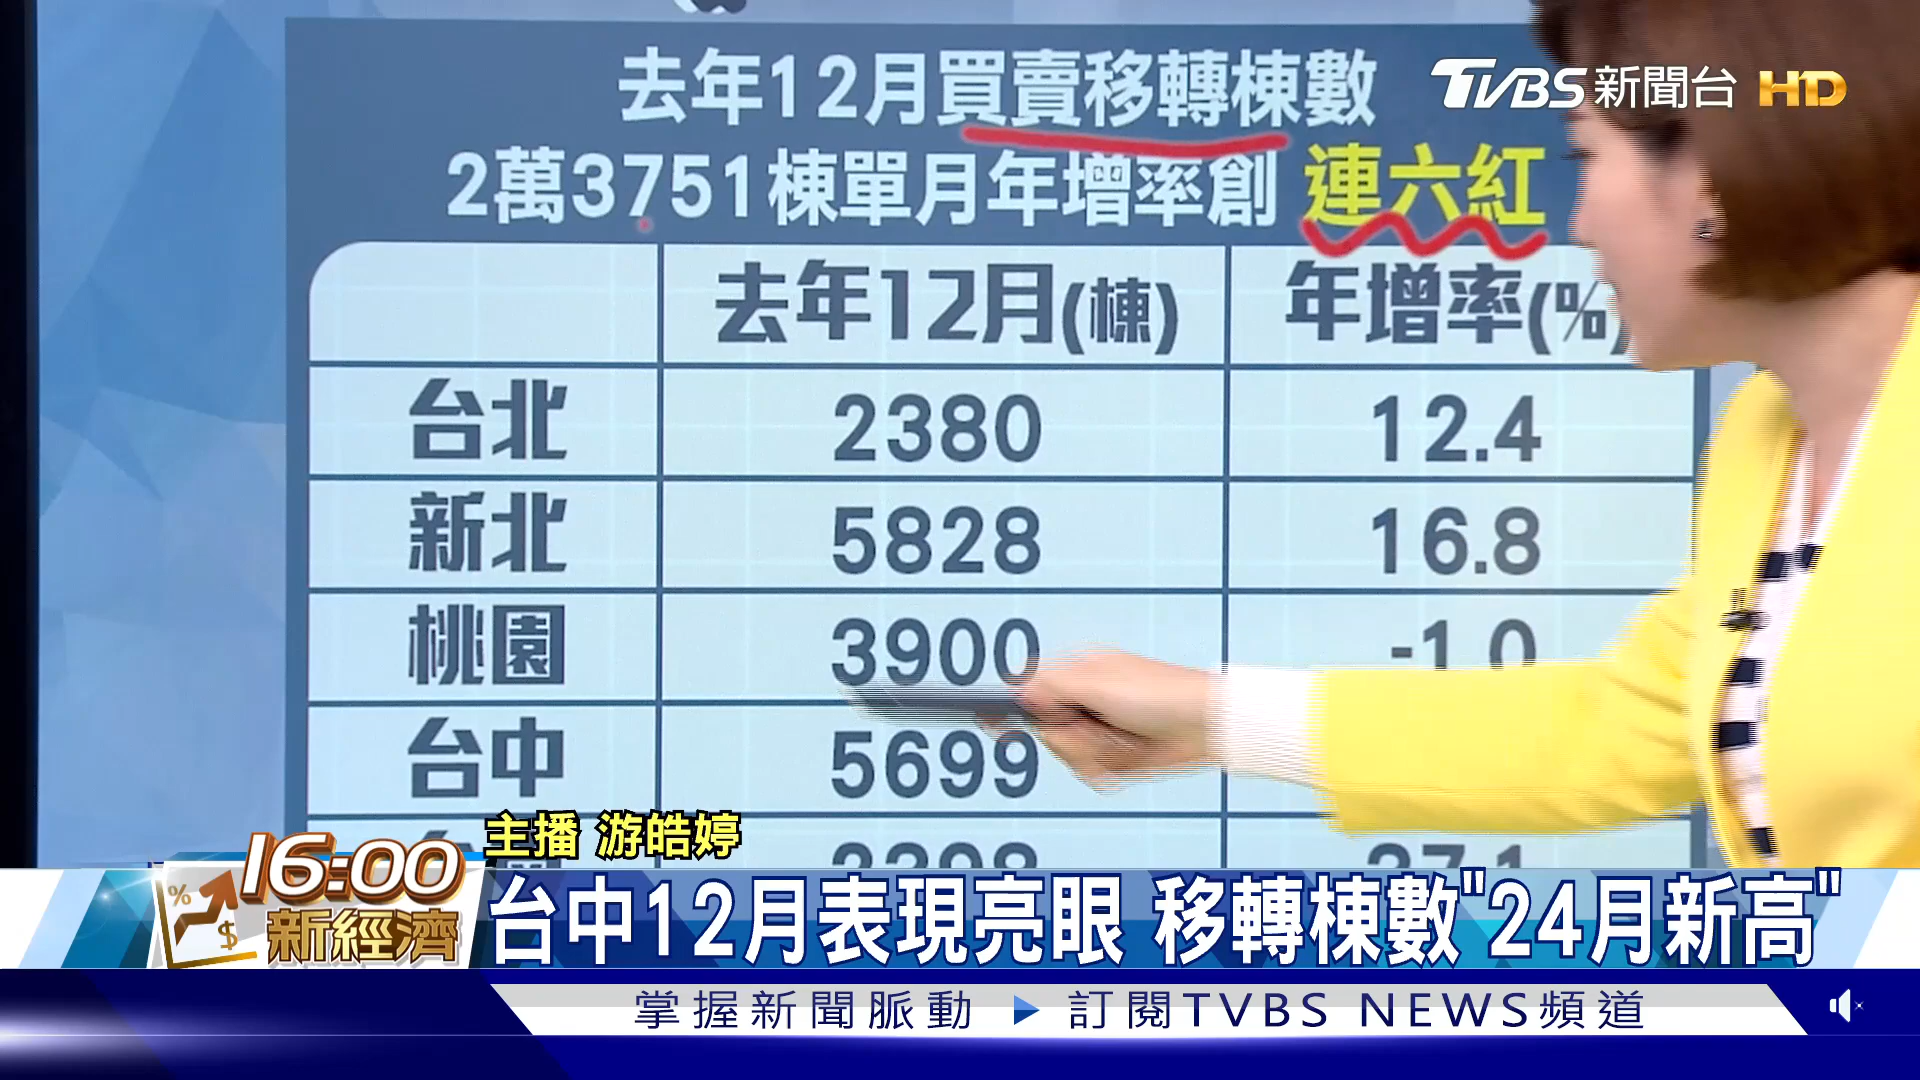 TVBS新聞台 HD
去年12月買賣移轉棟數
2萬3751棟單月年增率創 連六紅
去年12月(棟) 年增率(%)
台北 2380 12.4
新北 5828 16.8
桃園 3900 -1.0
台中 5699
主播 游皓婷
16:00
新經濟
% $
台中12月表現亮眼 移轉棟數"24月新高"
掌握新聞脈動 ▶ 訂閱TVBS NEWS頻道